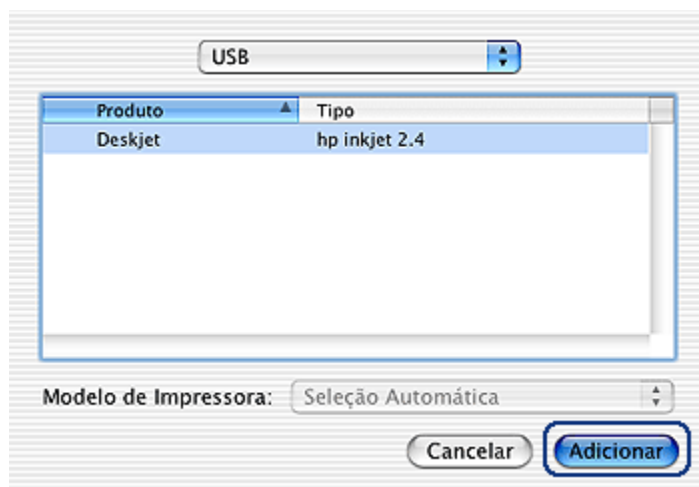 USB
Produto Tipo
Deskjet hp inkjet 2.4
Modelo de Impressora: Seleção Automática
Cancelar Adicionar